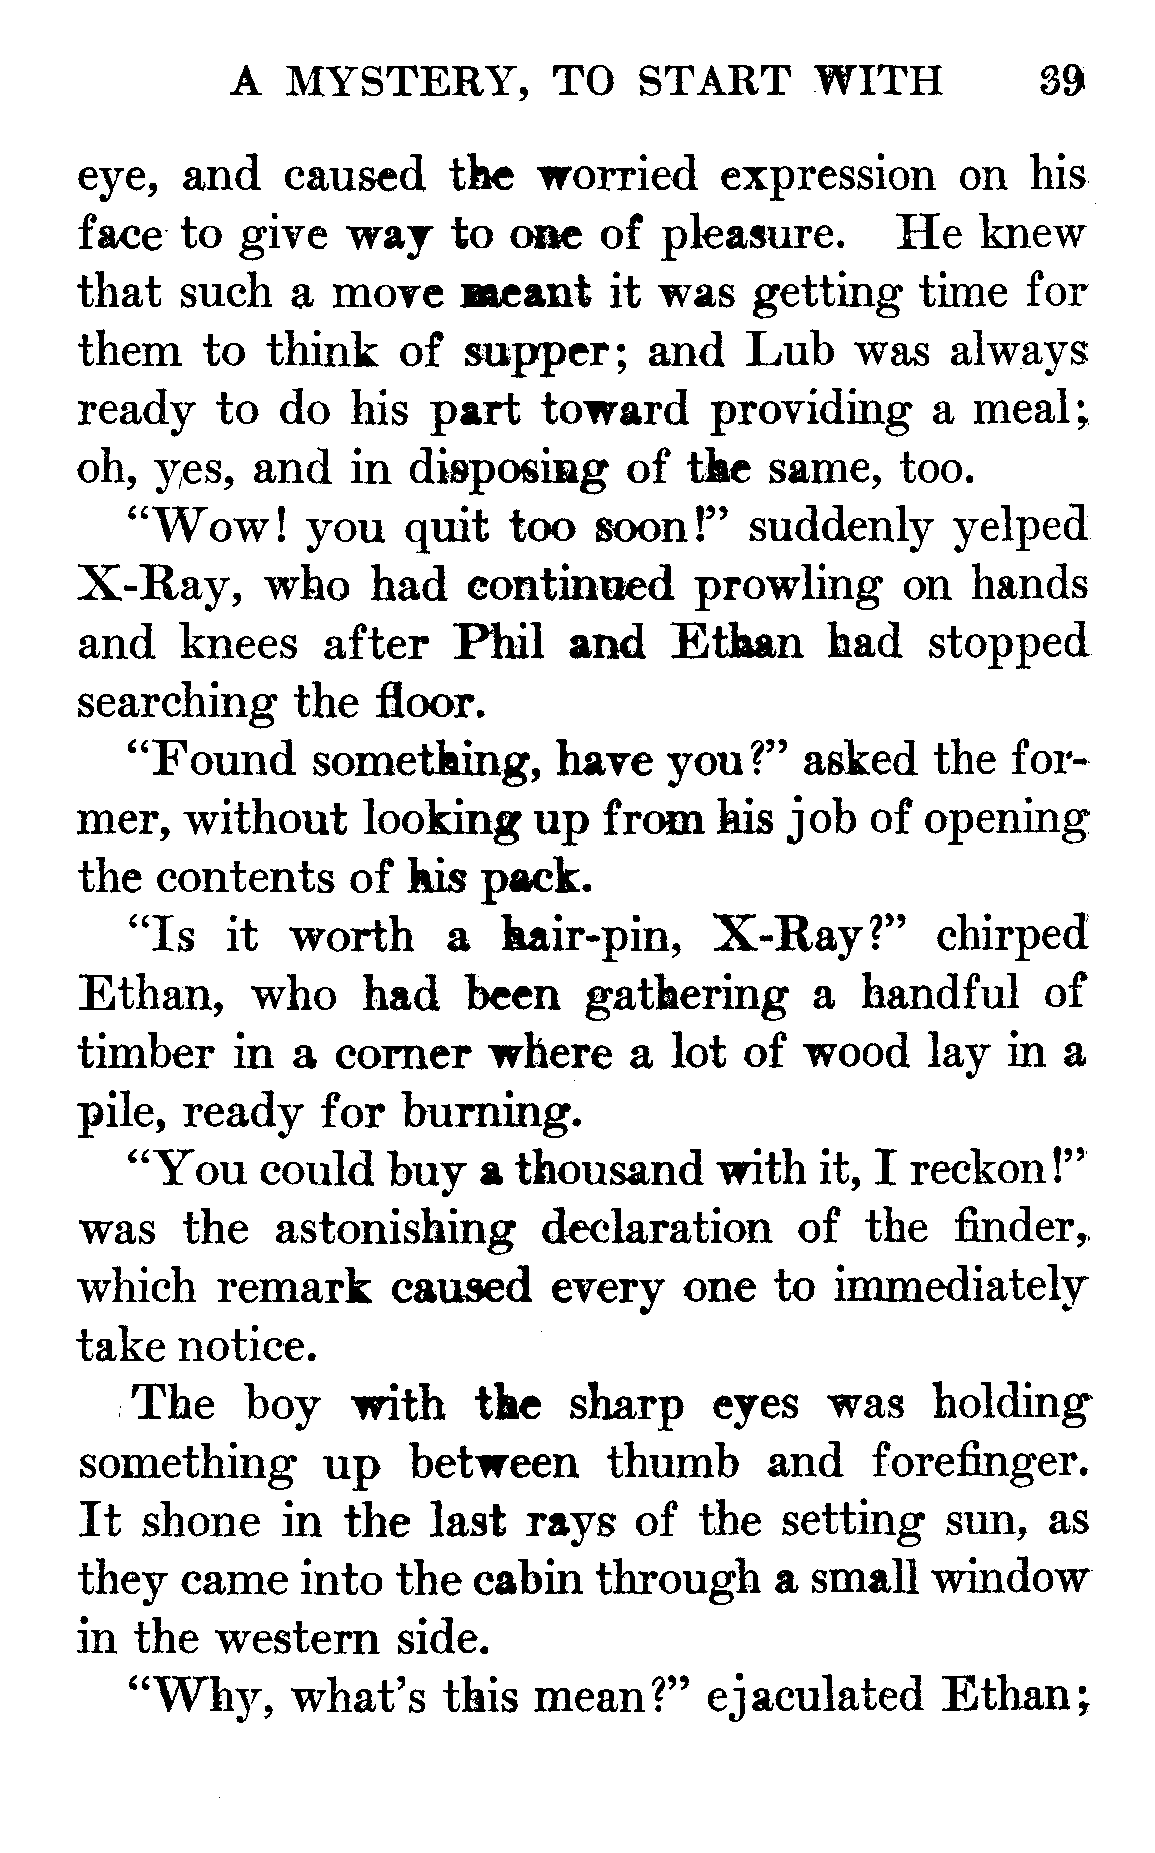 A MYSTERY, TO START WITH 39
eye, and caused the worried expression on his
face to give way to one of pleasure. He knew
that such a move meant it was getting time for
them to think of supper; and Lub was always
ready to do his part toward providing a meal;
oh, yes, and in disposing of the same, too.
“Wow! you quit too soon!” suddenly yelped
X-Ray, who had continued prowling on hands
and knees after Phil and Ethan had stopped
searching the floor.
“Found something, have you?” asked the for-
mer, without looking up from his job of opening
the contents of his pack.
“Is it worth a hair-pin, X-Ray?” chirped
Ethan, who had been gathering a handful of
timber in a corner where a lot of wood lay in a
pile, ready for burning.
“You could buy a thousand with it, I reckon!”
was the astonishing declaration of the finder,
which remark caused every one to immediately
take notice.
The boy with the sharp eyes was holding
something up between thumb and forefinger.
It shone in the last rays of the setting sun, as
they came into the cabin through a small window
in the western side.
“Why, what's this mean?” ejaculated Ethan;